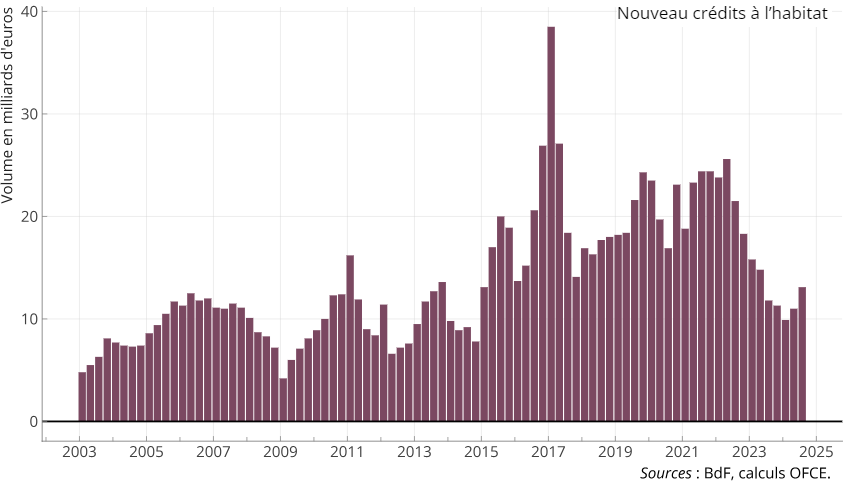 Nouveau crédits à l’habitat
Volume en milliards d'euros
40
30
20
10
0
2003 2005 2007 2009 2011 2013 2015 2017 2019 2021 2023 2025
Sources : BdF, calculs OFCE.